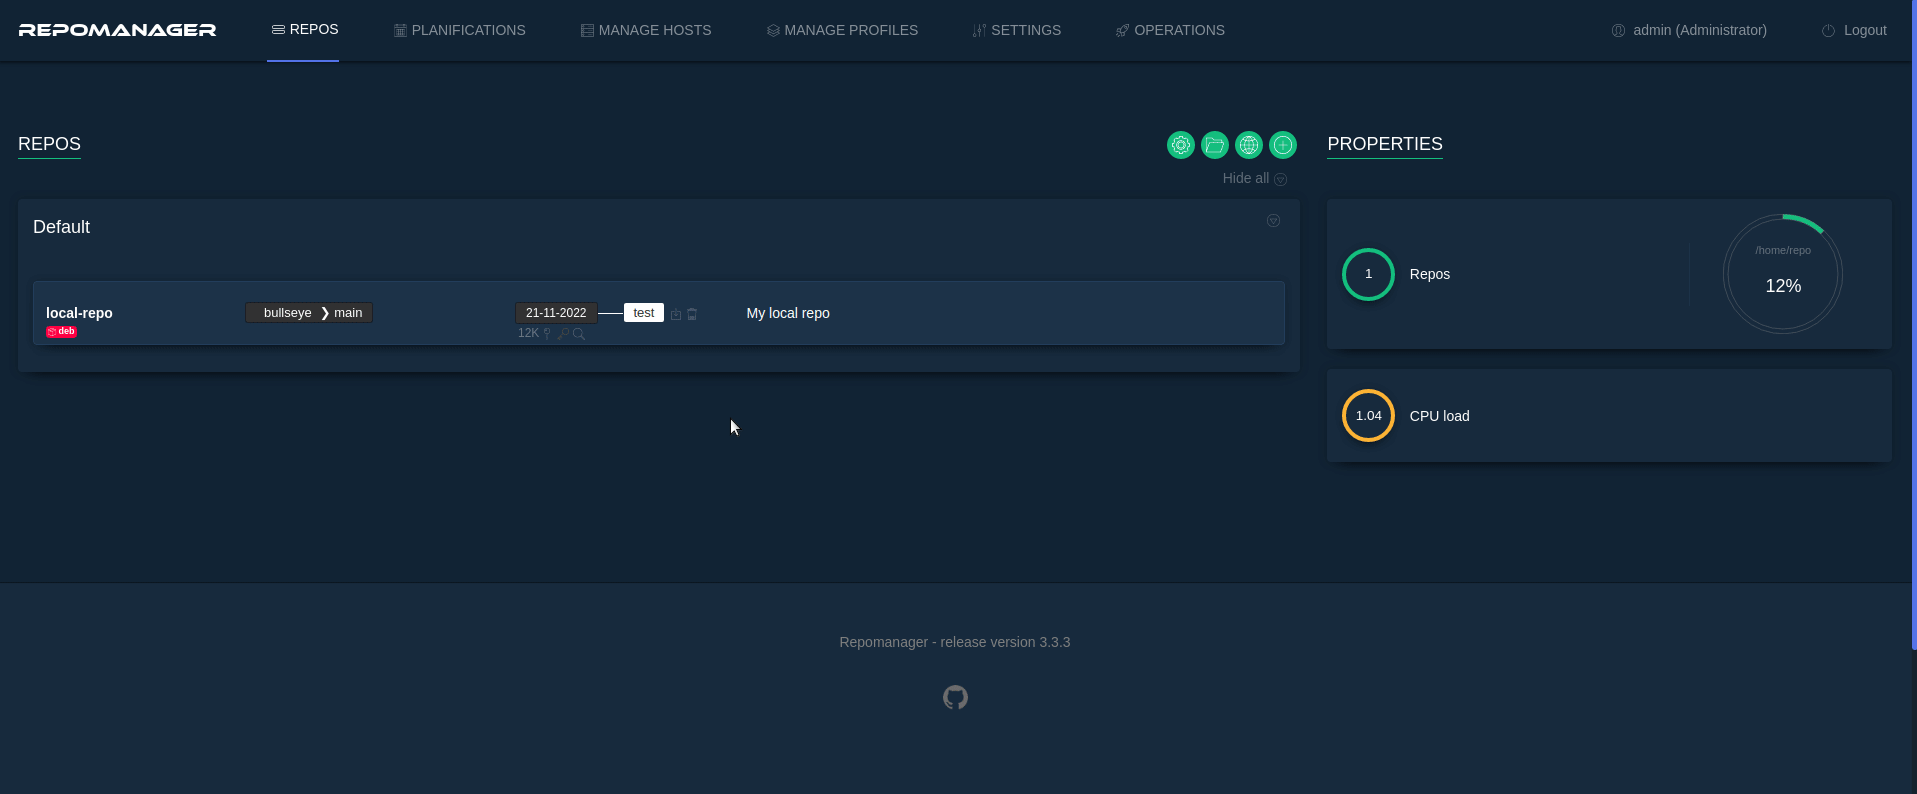 REPOMANAGER REPOS PLANIFICATIONS MANAGE HOSTS MANAGE PROFILES SETTINGS OPERATIONS admin (Administrator) Logout
REPOS
PROPERTIES
Hide all
Default
local-repo bullseye ❯ main 21-11-2022 test My local repo
deb 12K
/home/repo
1 Repos 12%
1.04 CPU load
Repomanager - release version 3.3.3